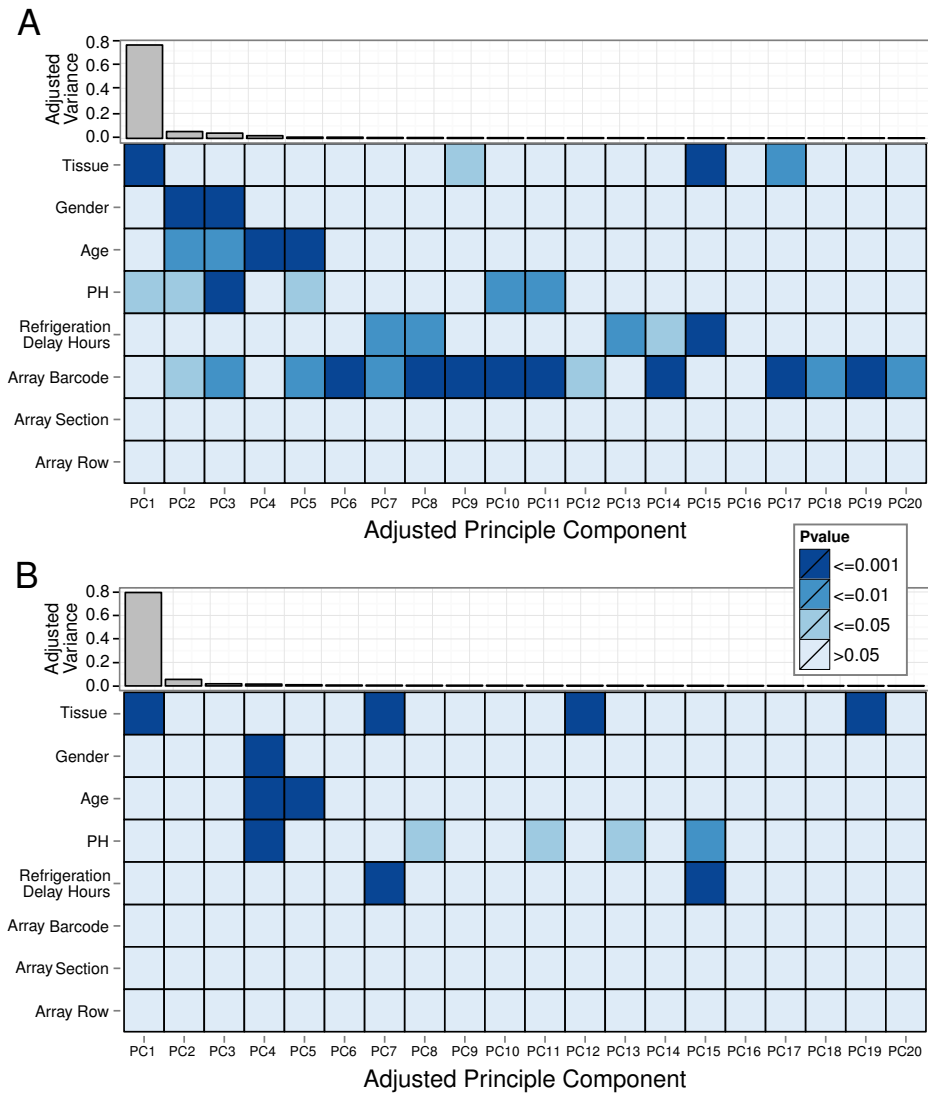 A
Adjusted
Variance
0.8
0.6
0.4
0.2
0.0
Tissue
Gender
Age
PH
Refrigeration
Delay Hours
Array Barcode
Array Section
Array Row
PC1 PC2 PC3 PC4 PC5 PC6 PC7 PC8 PC9 PC10 PC11 PC12 PC13 PC14 PC15 PC16 PC17 PC18 PC19 PC20
Adjusted Principle Component
Pvalue
<=0.001
<=0.01
<=0.05
>0.05
B
Adjusted
Variance
0.8
0.6
0.4
0.2
0.0
Tissue
Gender
Age
PH
Refrigeration
Delay Hours
Array Barcode
Array Section
Array Row
PC1 PC2 PC3 PC4 PC5 PC6 PC7 PC8 PC9 PC10 PC11 PC12 PC13 PC14 PC15 PC16 PC17 PC18 PC19 PC20
Adjusted Principle Component